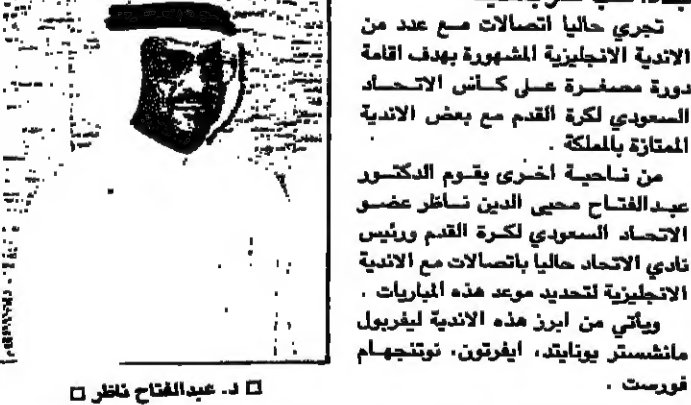 تجري حاليا اتصالات مع عدد من
الاندية الانجليزية المشهورة بهدف اقامة
دورة مصغرة على كأس الاتحاد
السعودي لكرة القدم مع بعض الاندية
الممتازة بالمملكة .
من ناحية اخرى يقوم الدكتور
عبدالفتاح محيى الدين ناظر عضو
الاتحاد السعودي لكرة القدم ورئيس
نادي الاتحاد حاليا باتصالات مع الاندية
الانجليزية لتحديد موعد هذه المباريات .
ويأتي من ابرز هذه الاندية ليفربول
مانشستر يونايتد، ايفرتون، نوتنجهام
فورست .
□ د. عبدالفتاح ناظر □